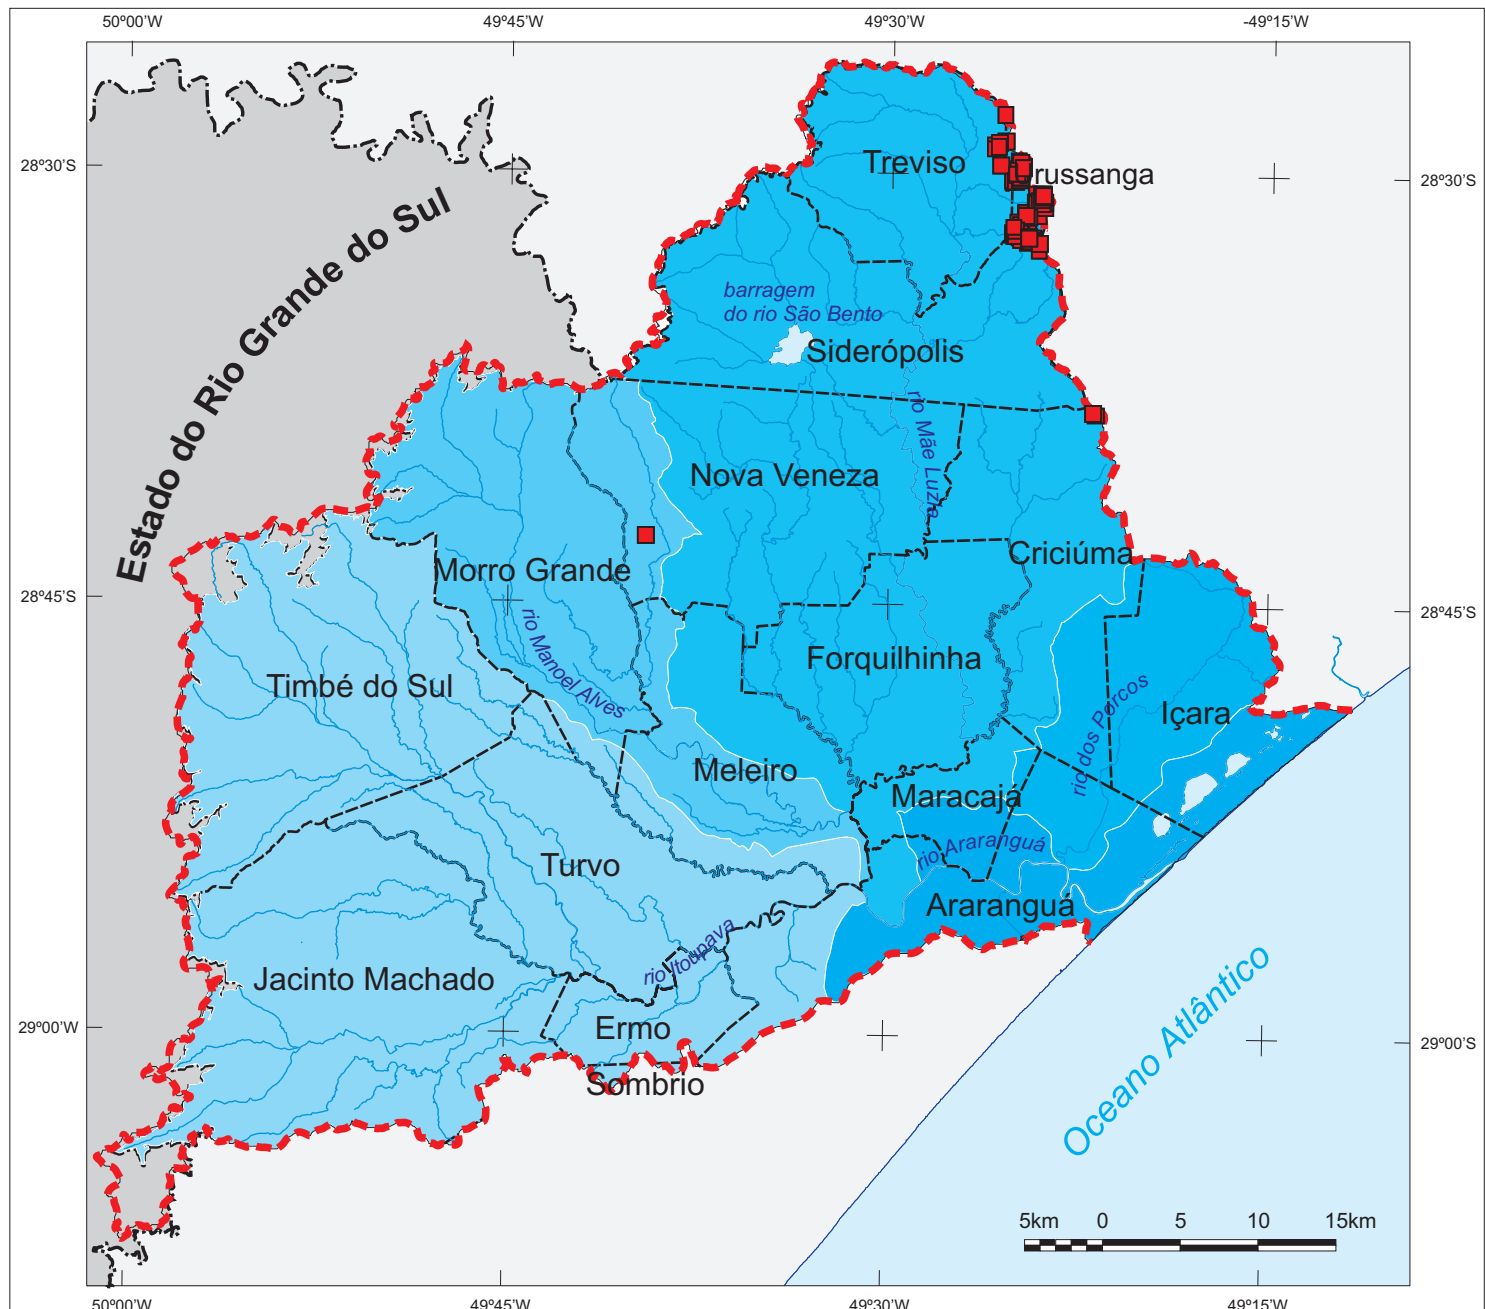 50°00'W
49°45'W
49°30'W
-49°15'W
28°30'S
28°30'S
Treviso
russanga
Estado do Rio Grande do Sul
barragem
do rio São Bento
Siderópolis
rio Mãe Luzia
Nova Veneza
Criciúma
Morro Grande
28°45'S
28°45'S
rio Manoel Alves
Forquilhinha
Timbé do Sul
rio dos Porcos
Içara
Meleiro
Maracajá
rio Araranguá
Turvo
Araranguá
rio Itoupava
Jacinto Machado
Oceano Atlântico
29°00'W
29°00'S
Ermo
Sombrio
5km 0 5 10 15km
50°00'W
49°45'W
49°30'W
49°15'W